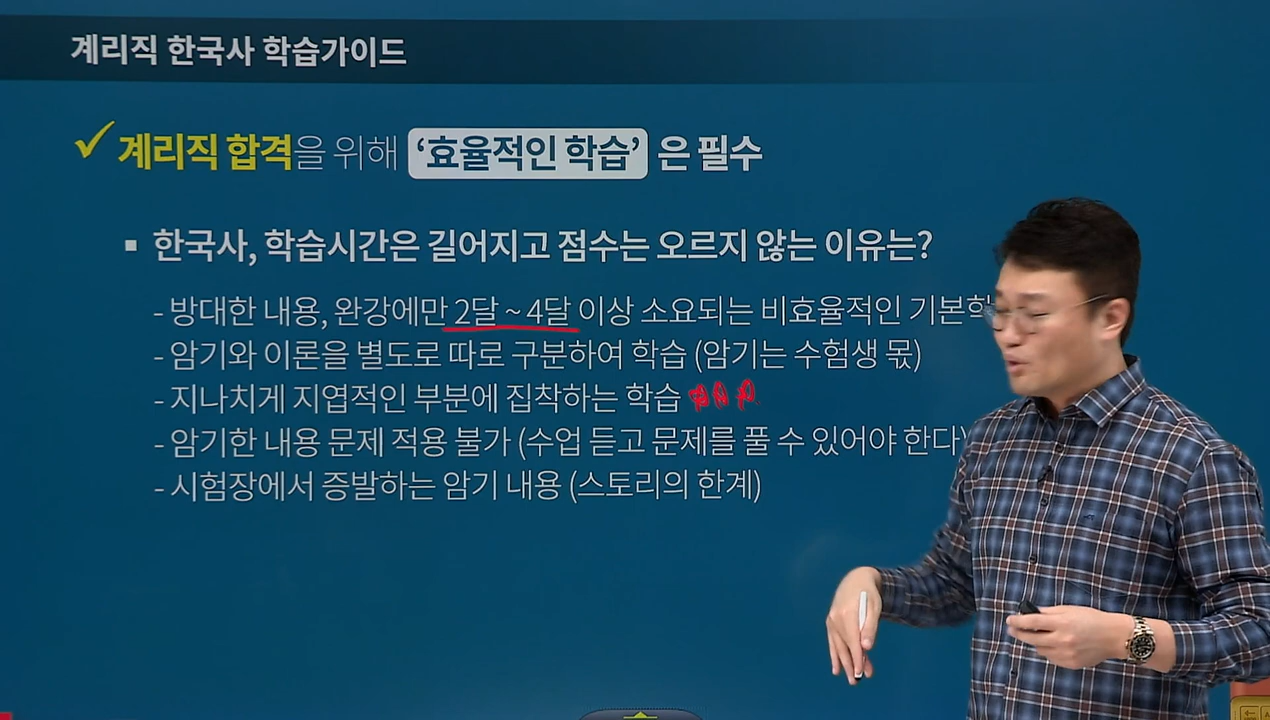 계리직 한국사 학습가이드
계리직 합격을 위해 '효율적인 학습' 은 필수
▪ 한국사, 학습시간은 길어지고 점수는 오르지 않는 이유는?
- 방대한 내용, 완강에만 2달 ~ 4달 이상 소요되는 비효율적인
- 암기와 이론을 별도로 따로 구분하여 학습 (암기는 수험생 몫)
- 지나치게 지엽적인 부분에 집착하는 학습
- 암기한 내용 문제 적용 불가 (수업 듣고 문제를 풀 수 있어야 한다)
- 시험장에서 증발하는 암기 내용 (스토리의 한계)